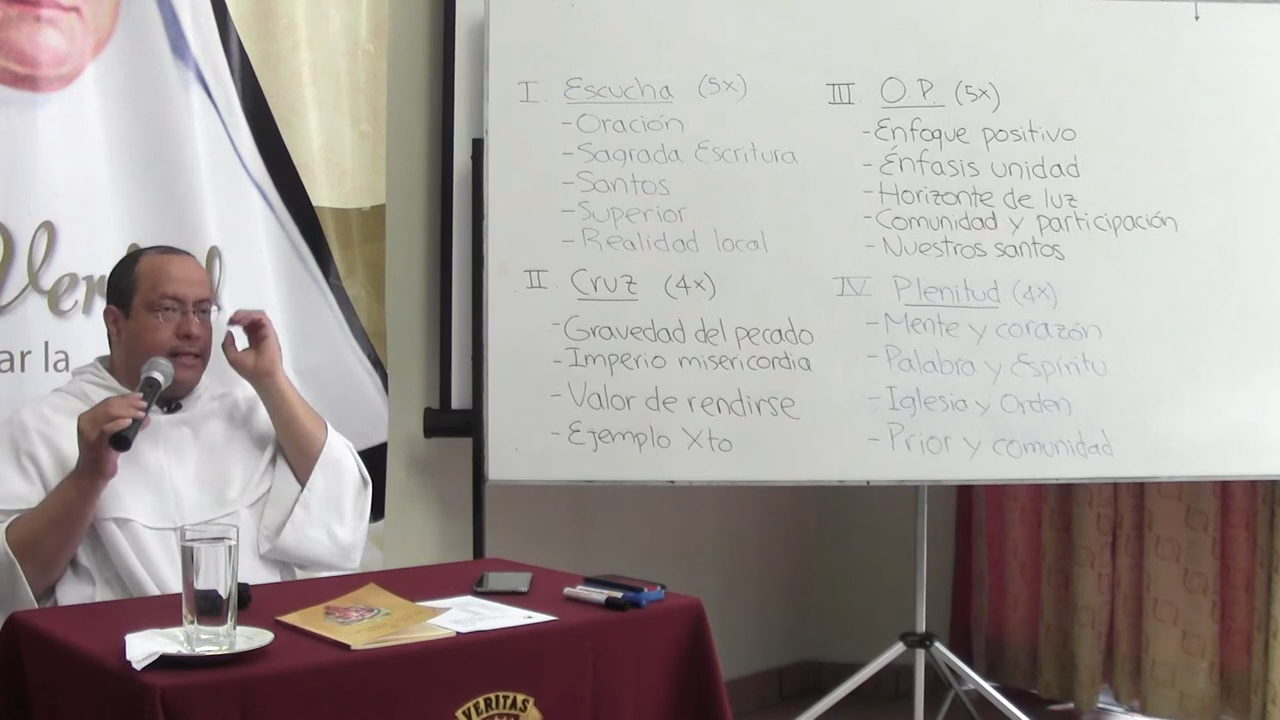 I. Escucha (5x)
- Oración
- Sagrada Escritura
- Santos
- Superior
- Realidad local
II Cruz (4x)
- Gravedad del pecado
- Imperio misericordia
- Valor de rendirse
- Ejemplo Xto
III O.P. (5x)
- Enfoque positivo
- Énfasis unidad
- Horizonte de luz
- Comunidad y participación
- Nuestros santos
IV Plenitud (4x)
- Mente y corazón
- Palabra y Espíritu
- Iglesia y Orden
- Prior y comunidad
ar la
VERITAS